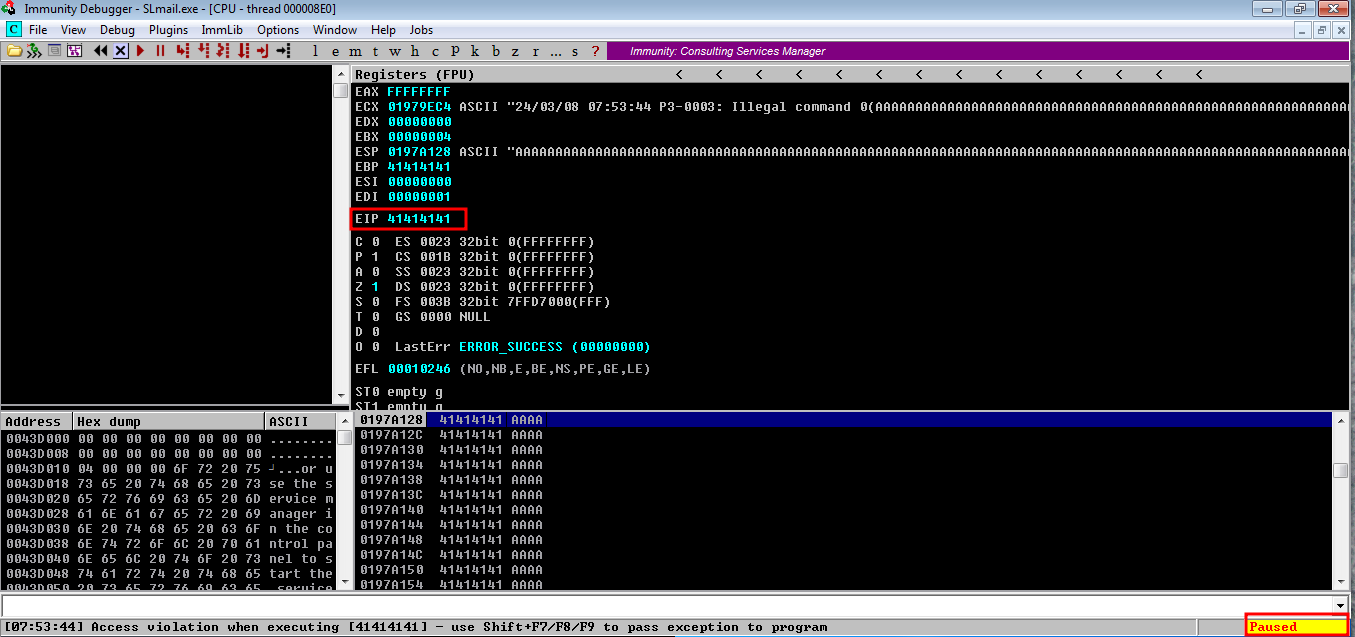 Immunity Debugger - SLmail.exe - [CPU - thread 000008E0]
C File View Debug Plugins ImmLib Options Window Help Jobs
l e m t w h c P k b z r ... s ? Immunity: Consulting Services Manager
Registers (FPU) < < < < < < < < < < < < < <
EAX FFFFFFFF
ECX 01979EC4 ASCII "24/03/08 07:53:44 P3-0003: Illegal command 0(AAAAAAAAAAAAAAAAAAAAAAAAAAAAAAAAAAAAAAAAAAAAAAAAAAAAAAAAAA
EDX 00000000
EBX 00000004
ESP 0197A128 ASCII "AAAAAAAAAAAAAAAAAAAAAAAAAAAAAAAAAAAAAAAAAAAAAAAAAAAAAAAAAAAAAAAAAAAAAAAAAAAAAAAAAAAAAAAAAAAAAAAAAAAAAA
EBP 41414141
ESI 00000000
EDI 00000001
EIP 41414141
C 0 ES 0023 32bit 0(FFFFFFFF)
P 1 CS 001B 32bit 0(FFFFFFFF)
A 0 SS 0023 32bit 0(FFFFFFFF)
Z 1 DS 0023 32bit 0(FFFFFFFF)
S 0 FS 003B 32bit 7FFD7000(FFF)
T 0 GS 0000 NULL
D 0
O 0 LastErr ERROR_SUCCESS (00000000)
EFL 00010246 (NO,NB,E,BE,NS,PE,GE,LE)
ST0 empty g
ST1 empty g
Address Hex dump ASCII
0043D000 00 00 00 00 00 00 00 00 ........
0043D008 00 00 00 00 00 00 00 00 ........
0043D010 04 00 00 00 6F 72 20 75 ┘...or u
0043D018 73 65 20 74 68 65 20 73 se the s
0043D020 65 72 76 69 63 65 20 6D ervice m
0043D028 61 6E 61 67 65 72 20 69 anager i
0043D030 6E 20 74 68 65 20 63 6F n the co
0043D038 6E 74 72 6F 6C 20 70 61 ntrol pa
0043D040 6E 65 6C 20 74 6F 20 73 nel to s
0043D048 74 61 72 74 20 74 68 65 tart the
0043D050 20 73 65 72 76 69 63 65 service
0197A128 41414141 AAAA
0197A12C 41414141 AAAA
0197A130 41414141 AAAA
0197A134 41414141 AAAA
0197A138 41414141 AAAA
0197A13C 41414141 AAAA
0197A140 41414141 AAAA
0197A144 41414141 AAAA
0197A148 41414141 AAAA
0197A14C 41414141 AAAA
0197A150 41414141 AAAA
0197A154 41414141 AAAA
[07:53:44] Access violation when executing [41414141] - use Shift+F7/F8/F9 to pass exception to program
Paused